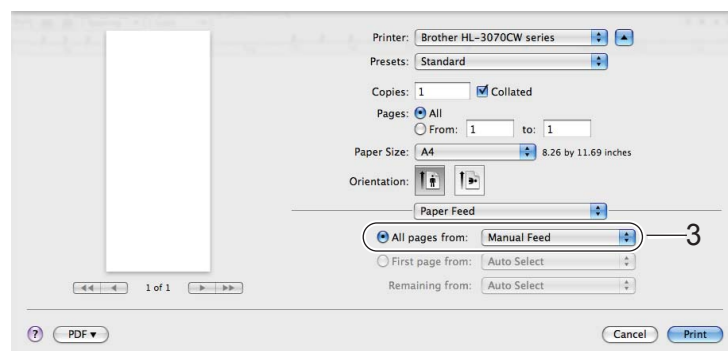 Printer: Brother HL-3070CW series
Presets: Standard
Copies: 1 Collated
Pages: All
From: 1 to: 1
Paper Size: A4 8.26 by 11.69 inches
Orientation:
Paper Feed
All pages from: Manual Feed 3
First page from: Auto Select
Remaining from: Auto Select
1 of 1
? PDF Cancel Print